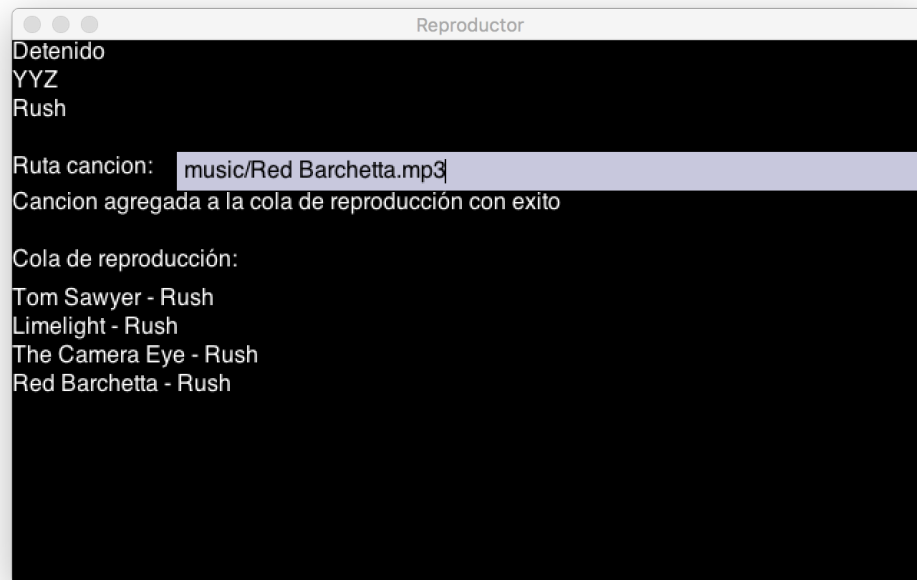 Reproductor
Detenido
YYZ
Rush
Ruta cancion: music/Red Barchetta.mp3
Cancion agregada a la cola de reproducción con exito
Cola de reproducción:
Tom Sawyer - Rush
Limelight - Rush
The Camera Eye - Rush
Red Barchetta - Rush